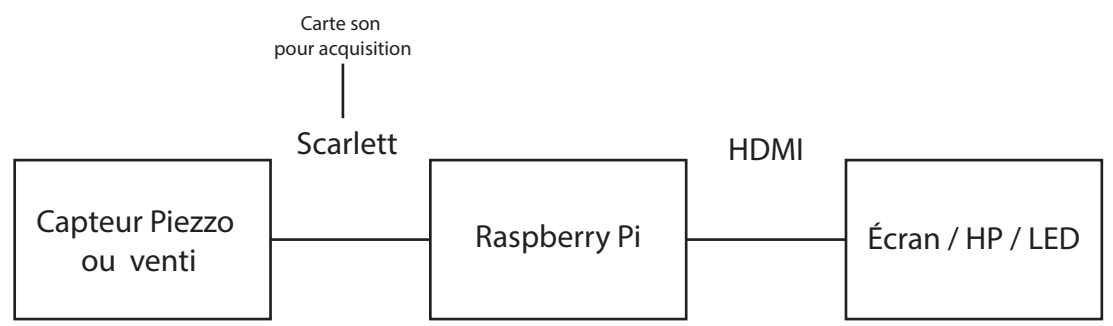 Carte son
pour acquisition
Scarlett
HDMI
Capteur Piezzo
ou venti
Raspberry Pi
Écran / HP / LED